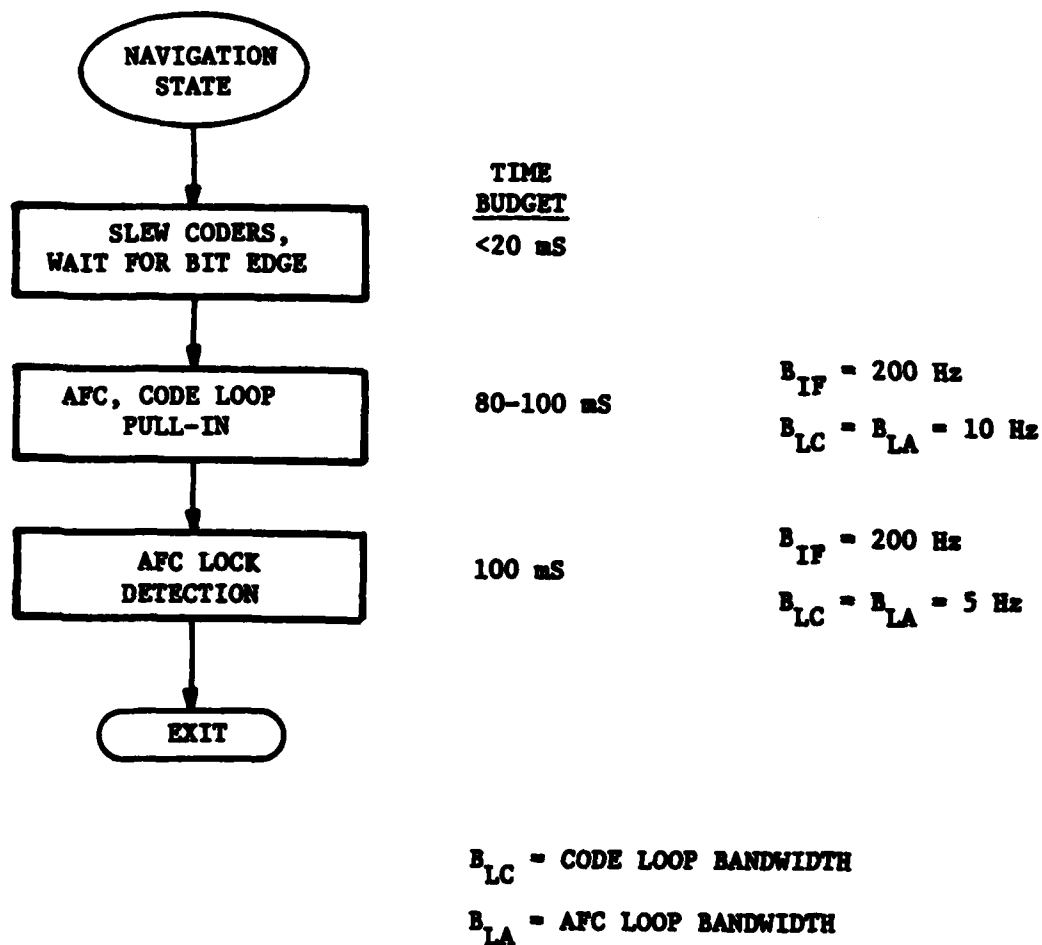 NAVIGATION
STATE
TIME
BUDGET
SLEW CODERS,
WAIT FOR BIT EDGE
<20 mS
AFC, CODE LOOP
PULL-IN
80-100 mS
B_IF = 200 Hz
B_LC = B_LA = 10 Hz
AFC LOCK
DETECTION
100 mS
B_IF = 200 Hz
B_LC = B_LA = 5 Hz
EXIT
B_LC = CODE LOOP BANDWIDTH
B_LA = AFC LOOP BANDWIDTH